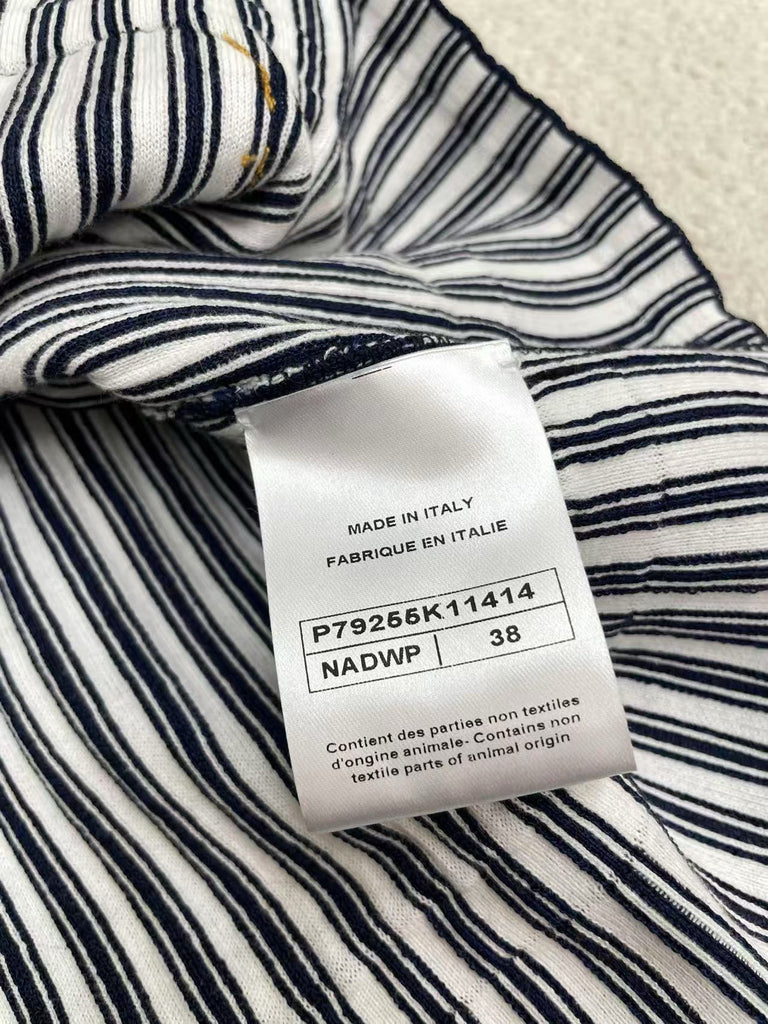 MADE IN ITALY
FABRIQUE EN ITALIE
P79255K11414
NADWP 38
Contient des parties non textiles
d'ongine animale- Contains non
textile parts of animal origin